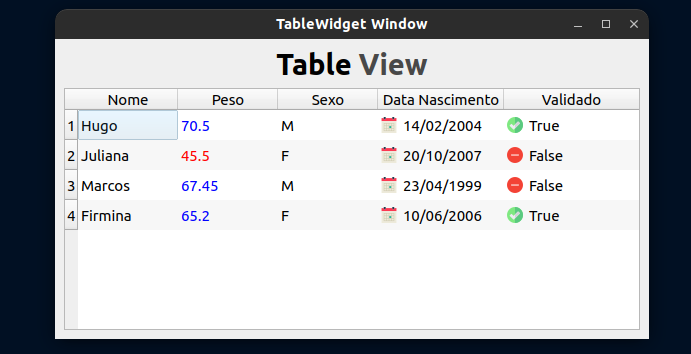 TableWidget Window
Table View
Nome Peso Sexo Data Nascimento Validado
1 Hugo 70.5 M 14/02/2004 True
2 Juliana 45.5 F 20/10/2007 False
3 Marcos 67.45 M 23/04/1999 False
4 Firmina 65.2 F 10/06/2006 True